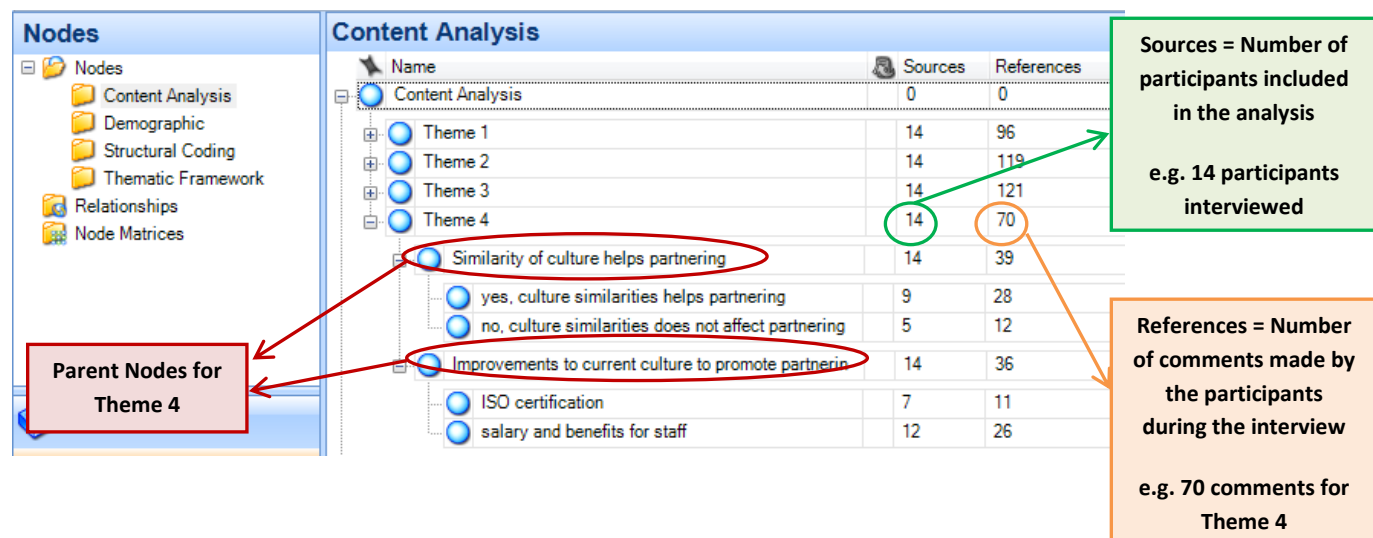 Nodes
Nodes
Content Analysis
Demographic
Structural Coding
Thematic Framework
Relationships
Node Matrices
Content Analysis
Name Sources References
Content Analysis 0 0
Theme 1 14 96
Theme 2 14 119
Theme 3 14 121
Theme 4 14 70
Similarity of culture helps partnering 14 39
yes, culture similarities helps partnering 9 28
no, culture similarities does not affect partnering 5 12
Improvements to current culture to promote partnerin 14 36
ISO certification 7 11
salary and benefits for staff 12 26
Parent Nodes for
Theme 4
Sources = Number of
participants included
in the analysis
e.g. 14 participants
interviewed
References = Number
of comments made by
the participants
during the interview
e.g. 70 comments for
Theme 4